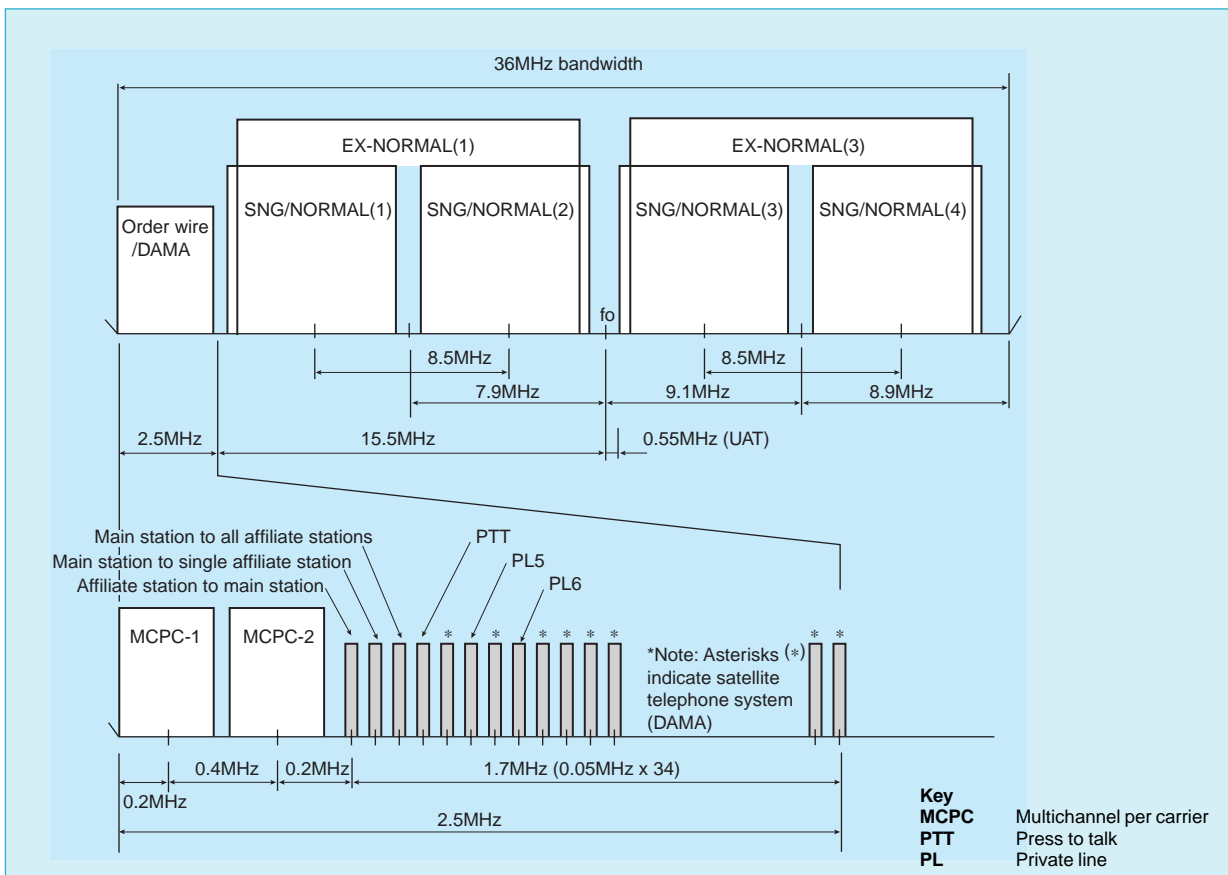 36MHz bandwidth
EX-NORMAL(1)
EX-NORMAL(3)
SNG/NORMAL(1)
SNG/NORMAL(2)
SNG/NORMAL(3)
SNG/NORMAL(4)
Order wire
/DAMA
fo
8.5MHz
8.5MHz
7.9MHz
9.1MHz
8.9MHz
2.5MHz
15.5MHz
0.55MHz (UAT)
Main station to all affiliate stations
PTT
Main station to single affiliate station
PL5
Affiliate station to main station
PL6
MCPC-1
MCPC-2
* * * * * * * *
*Note: Asterisks (*)
indicate satellite
telephone system
(DAMA)
0.4MHz
0.2MHz
1.7MHz (0.05MHz x 34)
0.2MHz
2.5MHz
Key
MCPC Multichannel per carrier
PTT Press to talk
PL Private line